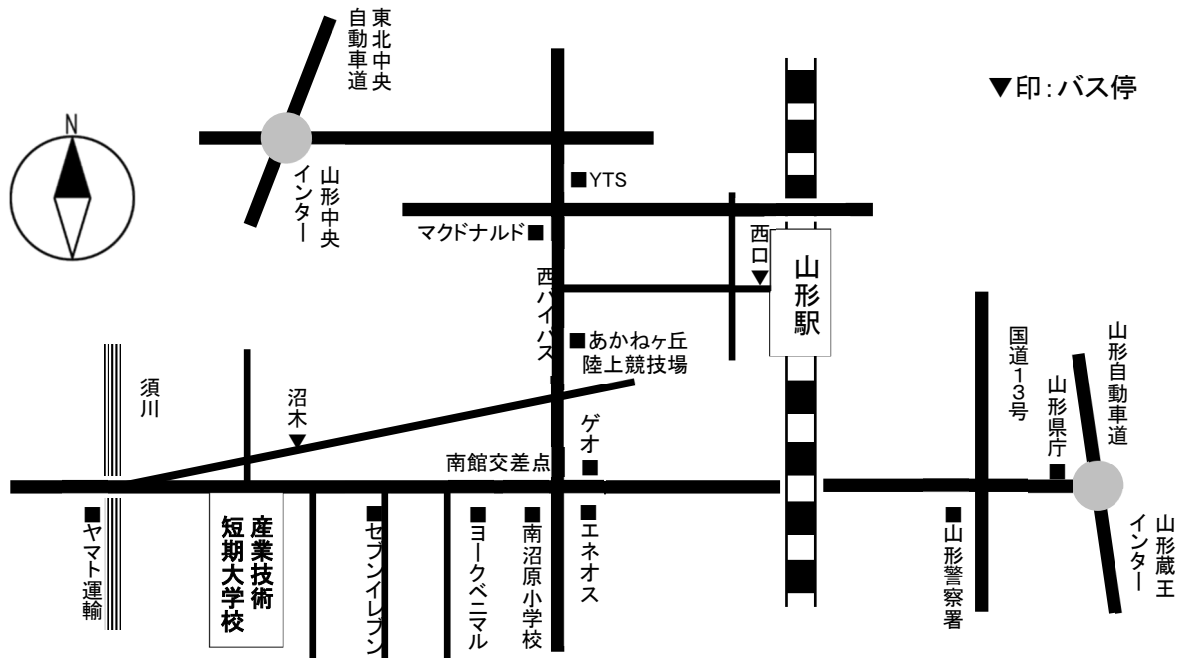 東北中央
自動車道
▼印：バス停
N
山形中央
インター
■YTS
マクドナルド■
西口▼
山形駅
西バイパス
■あかねヶ丘
陸上競技場
国道13号
山形自動車道
山形県庁■
須川
沼木▼
ゲオ■
南館交差点
■ヤマト運輸
産業技術
短期大学校
■セブンイレブン
■ヨークベニマル
■南沼原小学校
■エネオス
■山形警察署
山形蔵王
インター